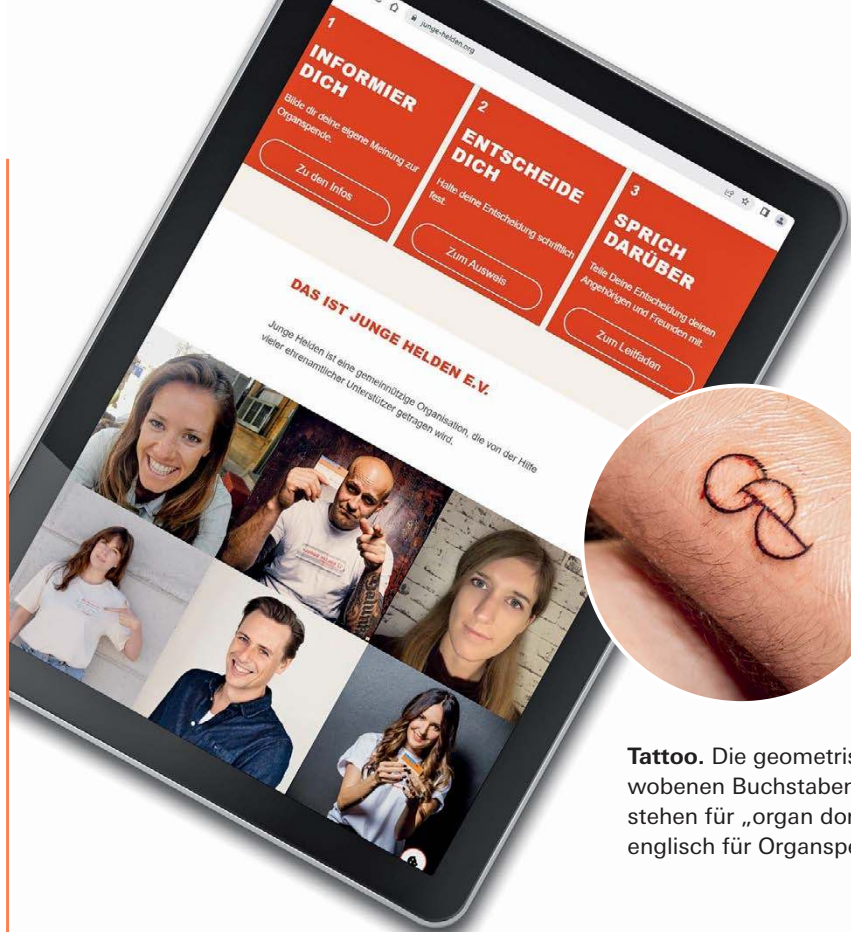 junge-helden.org
1
INFORMIER
DICH
Bilde dir deine eigene Meinung zur
Organspende.
Zu den Infos
2
ENTSCHEIDE
DICH
Halte deine Entscheidung schriftlich
fest.
Zum Ausweis
3
SPRICH
DARÜBER
Teile Deine Entscheidung deinen
Angehörigen und Freunden mit.
Zum Leitfaden
DAS IST JUNGE HELDEN E.V.
Junge Helden ist eine gemeinnützige Organisation, die von der Hilfe
vieler ehrenamtlicher Unterstützer getragen wird.
Tattoo. Die geometris
wobenen Buchstaben
stehen für „organ dor
englisch für Organspe